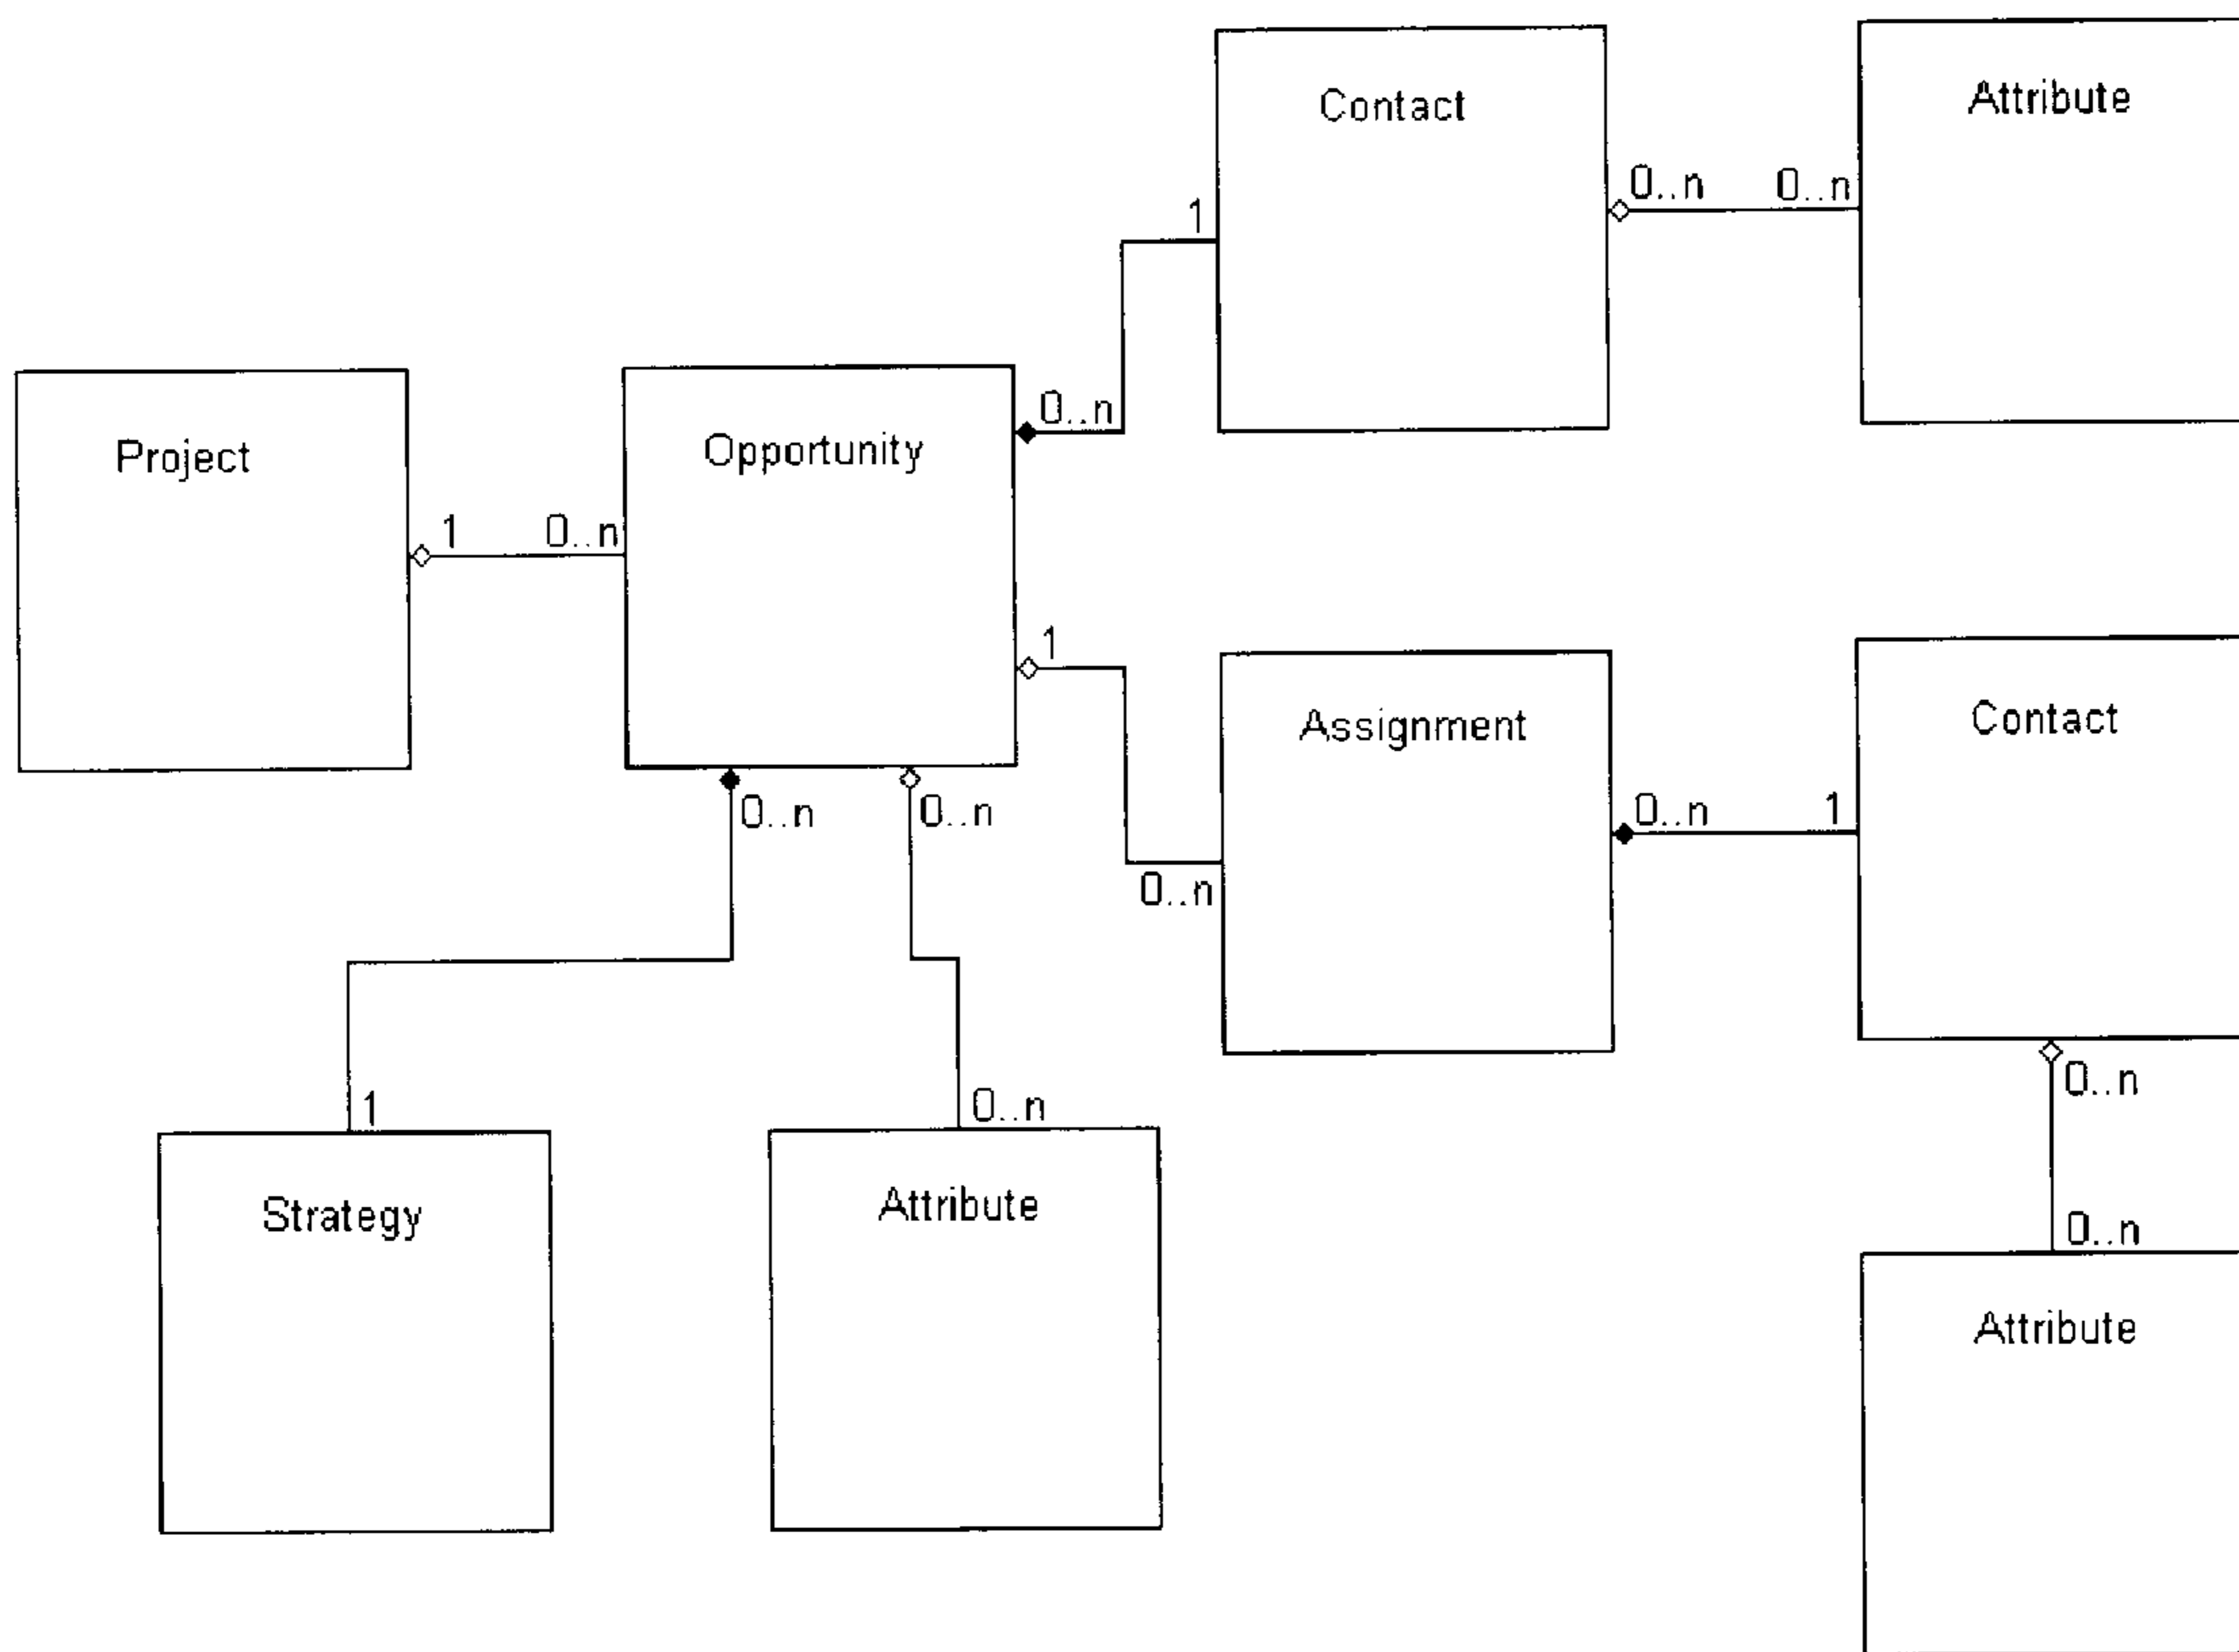 Contact
Attribute
0..n
0..n
1
0..n
Project
Opportunity
1
0..n
1
Assignment
Contact
0..n
0..n
0..n
1
0..n
0..n
1
0..n
0..n
Strategy
Attribute
Attribute